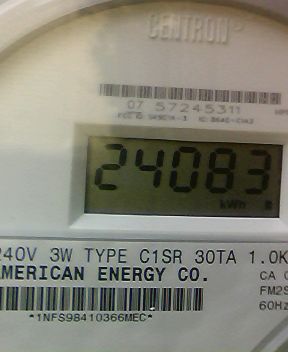 CENTRON®
07 57245311
24083
kWh
240V 3W TYPE C1SR 30TA 1.0K
AMERICAN ENERGY CO.
CA
FM2S
60Hz
*1NFS98410366MEC*